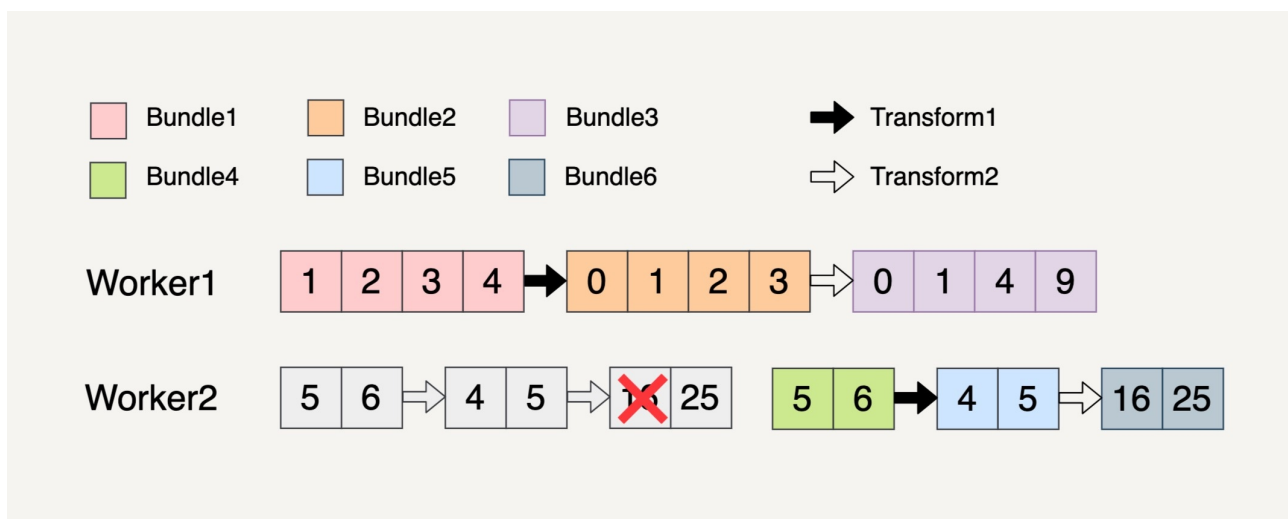 Bundle1 Bundle2 Bundle3 Transform1
Bundle4 Bundle5 Bundle6 Transform2
Worker1 1 2 3 4 0 1 2 3 0 1 4 9
Worker2 5 6 4 5 25 5 6 4 5 16 25